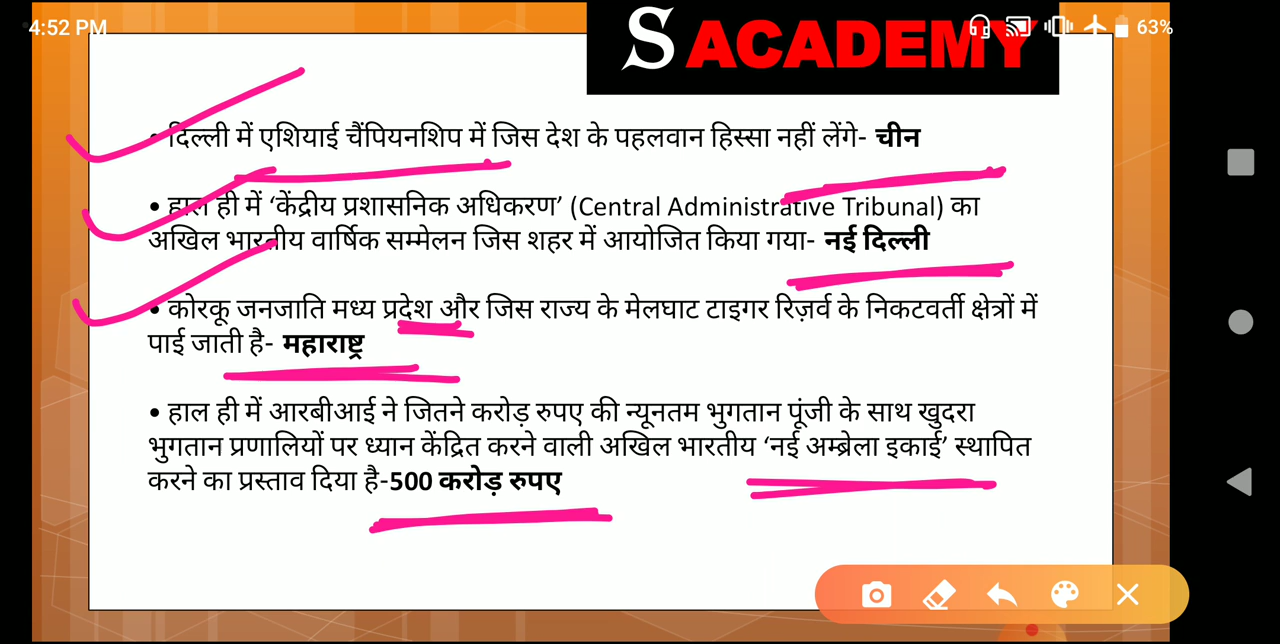 4:52 PM
S ACADEMY
63%
• दिल्ली में एशियाई चैंपियनशिप में जिस देश के पहलवान हिस्सा नहीं लेंगे- चीन
• हाल ही में ‘केंद्रीय प्रशासनिक अधिकरण’ (Central Administrative Tribunal) का
अखिल भारतीय वार्षिक सम्मेलन जिस शहर में आयोजित किया गया- नई दिल्ली
• कोरकू जनजाति मध्य प्रदेश और जिस राज्य के मेलघाट टाइगर रिज़र्व के निकटवर्ती क्षेत्रों में
पाई जाती है- महाराष्ट्र
• हाल ही में आरबीआई ने जितने करोड़ रुपए की न्यूनतम भुगतान पूंजी के साथ खुदरा
भुगतान प्रणालियों पर ध्यान केंद्रित करने वाली अखिल भारतीय ‘नई अम्ब्रेला इकाई’ स्थापित
करने का प्रस्ताव दिया है-500 करोड़ रुपए